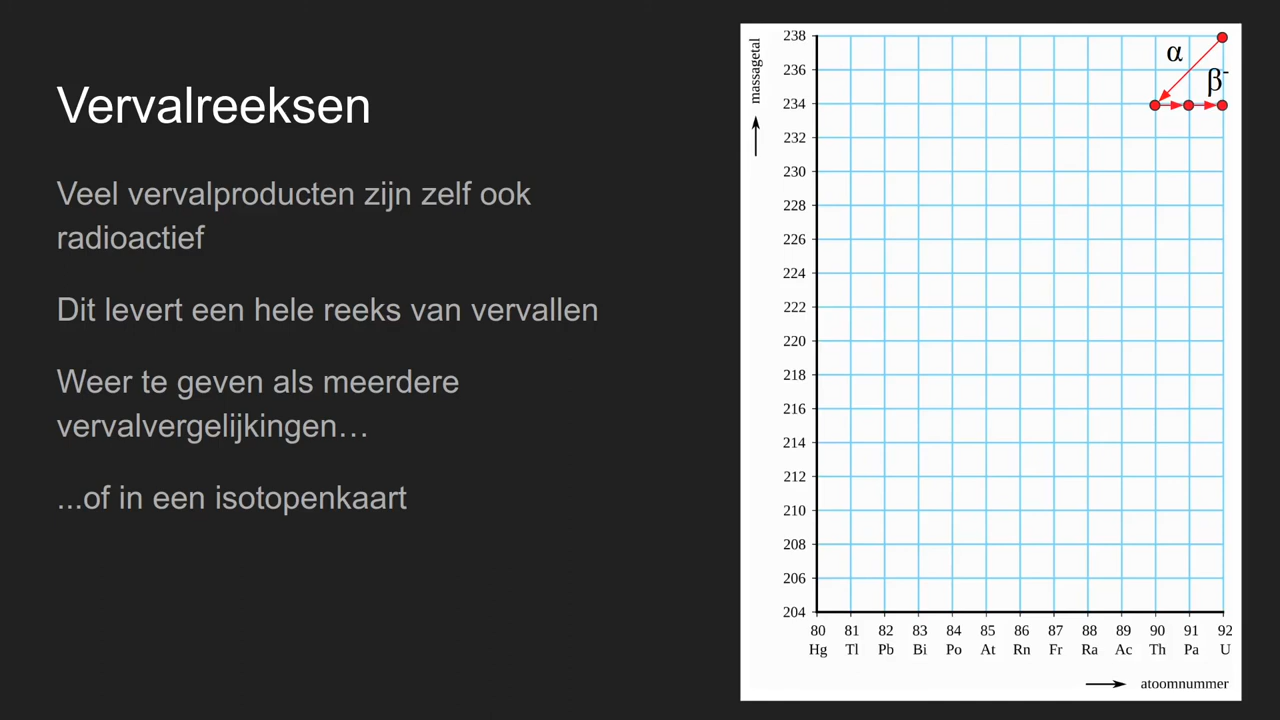 Vervalreeksen
Veel vervalproducten zijn zelf ook
radioactief
Dit levert een hele reeks van vervallen
Weer te geven als meerdere
vervalvergelijkingen…
...of in een isotopenkaart
massagetal
238
236
234
232
230
228
226
224
222
220
218
216
214
212
210
208
206
204
α
β-
80 81 82 83 84 85 86 87 88 89 90 91 92
Hg Tl Pb Bi Po At Rn Fr Ra Ac Th Pa U
atoomnummer